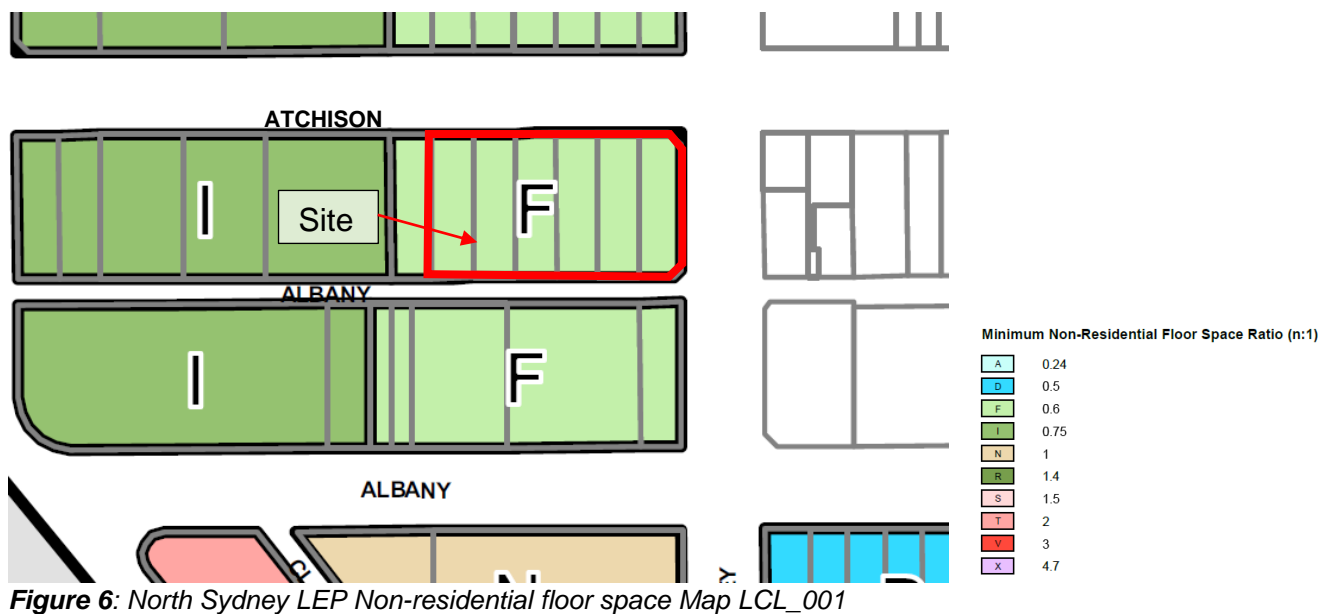 ATCHISON
I
F
Site
ALBANY
I
F
ALBANY
CL
N
EY
D
Minimum Non-Residential Floor Space Ratio (n:1)
A 0.24
D 0.5
F 0.6
I 0.75
N 1
R 1.4
S 1.5
T 2
V 3
X 4.7
Figure 6: North Sydney LEP Non-residential floor space Map LCL_001